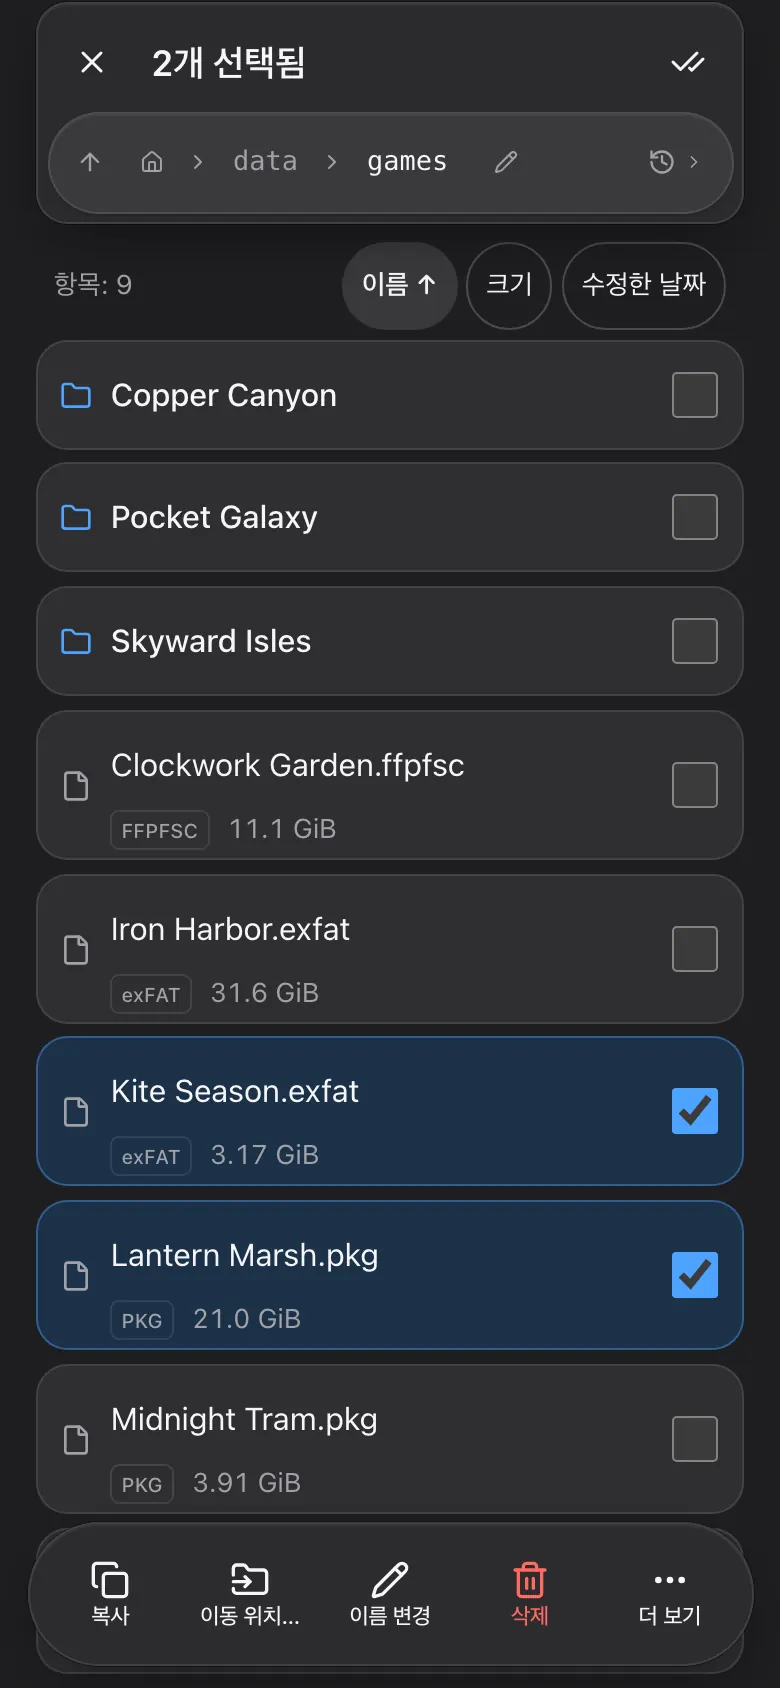 2개 선택됨
data > games
항목: 9
이름 ↑ 크기 수정한 날짜
Copper Canyon
Pocket Galaxy
Skyward Isles
Clockwork Garden.ffpfsc
FFPFSC 11.1 GiB
Iron Harbor.exfat
exFAT 31.6 GiB
Kite Season.exfat
exFAT 3.17 GiB
Lantern Marsh.pkg
PKG 21.0 GiB
Midnight Tram.pkg
PKG 3.91 GiB
복사 이동 위치... 이름 변경 삭제 더 보기